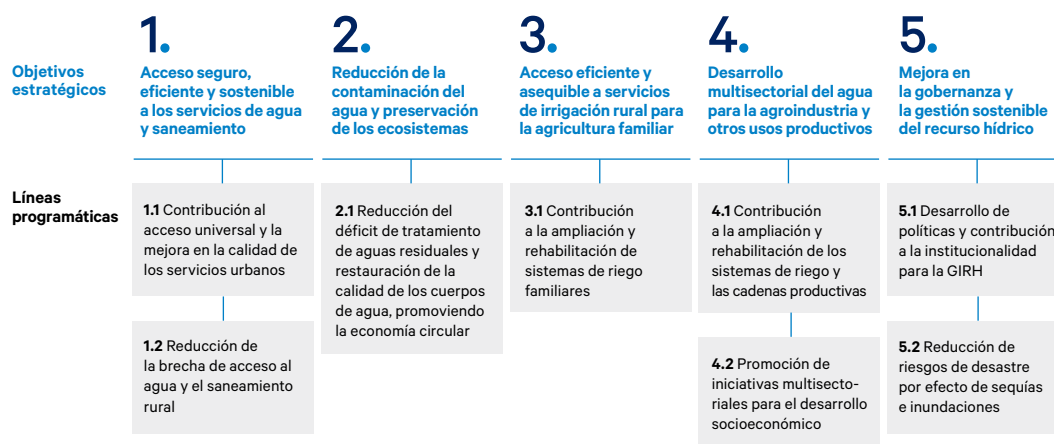 Objetivos
estratégicos
1.
Acceso seguro,
eficiente y sostenible
a los servicios de agua
y saneamiento
2.
Reducción de la
contaminación del
agua y preservación
de los ecosistemas
3.
Acceso eficiente y
asequible a servicios
de irrigación rural para
la agricultura familiar
4.
Desarrollo
multisectorial del agua
para la agroindustria y
otros usos productivos
5.
Mejora en
la gobernanza y
la gestión sostenible
del recurso hídrico
Líneas
programáticas
1.1 Contribución al
acceso universal y la
mejora en la calidad de
los servicios urbanos
1.2 Reducción de
la brecha de acceso al
agua y el saneamiento
rural
2.1 Reducción del
déficit de tratamiento
de aguas residuales y
restauración de la
calidad de los cuerpos
de agua, promoviendo
la economía circular
3.1 Contribución
a la ampliación y
rehabilitación de
sistemas de riego
familiares
4.1 Contribución
a la ampliación y
rehabilitación de los
sistemas de riego y
las cadenas productivas
4.2 Promoción de
iniciativas multisecto-
riales para el desarrollo
socioeconómico
5.1 Desarrollo de
políticas y contribución
a la institucionalidad
para la GIRH
5.2 Reducción de
riesgos de desastre
por efecto de sequías
e inundaciones